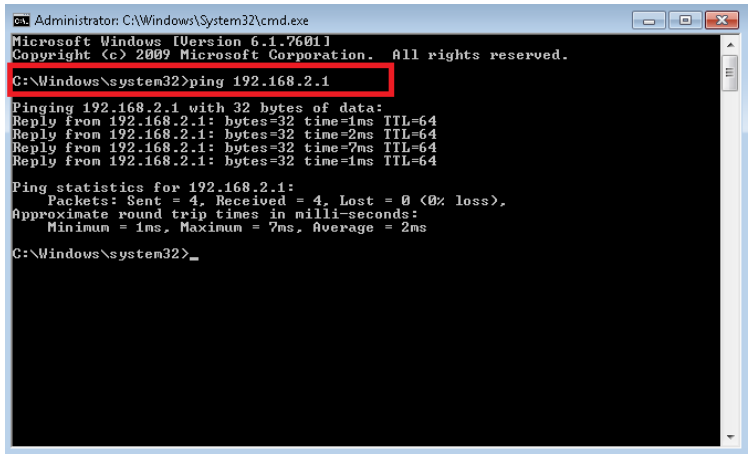 Administrator: C:\Windows\System32\cmd.exe
Microsoft Windows [Version 6.1.7601]
Copyright (c) 2009 Microsoft Corporation.  All rights reserved.
C:\Windows\system32>ping 192.168.2.1
Pinging 192.168.2.1 with 32 bytes of data:
Reply from 192.168.2.1: bytes=32 time=1ms TTL=64
Reply from 192.168.2.1: bytes=32 time=2ms TTL=64
Reply from 192.168.2.1: bytes=32 time=7ms TTL=64
Reply from 192.168.2.1: bytes=32 time=1ms TTL=64
Ping statistics for 192.168.2.1:
    Packets: Sent = 4, Received = 4, Lost = 0 (0% loss),
Approximate round trip times in milli-seconds:
    Minimum = 1ms, Maximum = 7ms, Average = 2ms
C:\Windows\system32>_